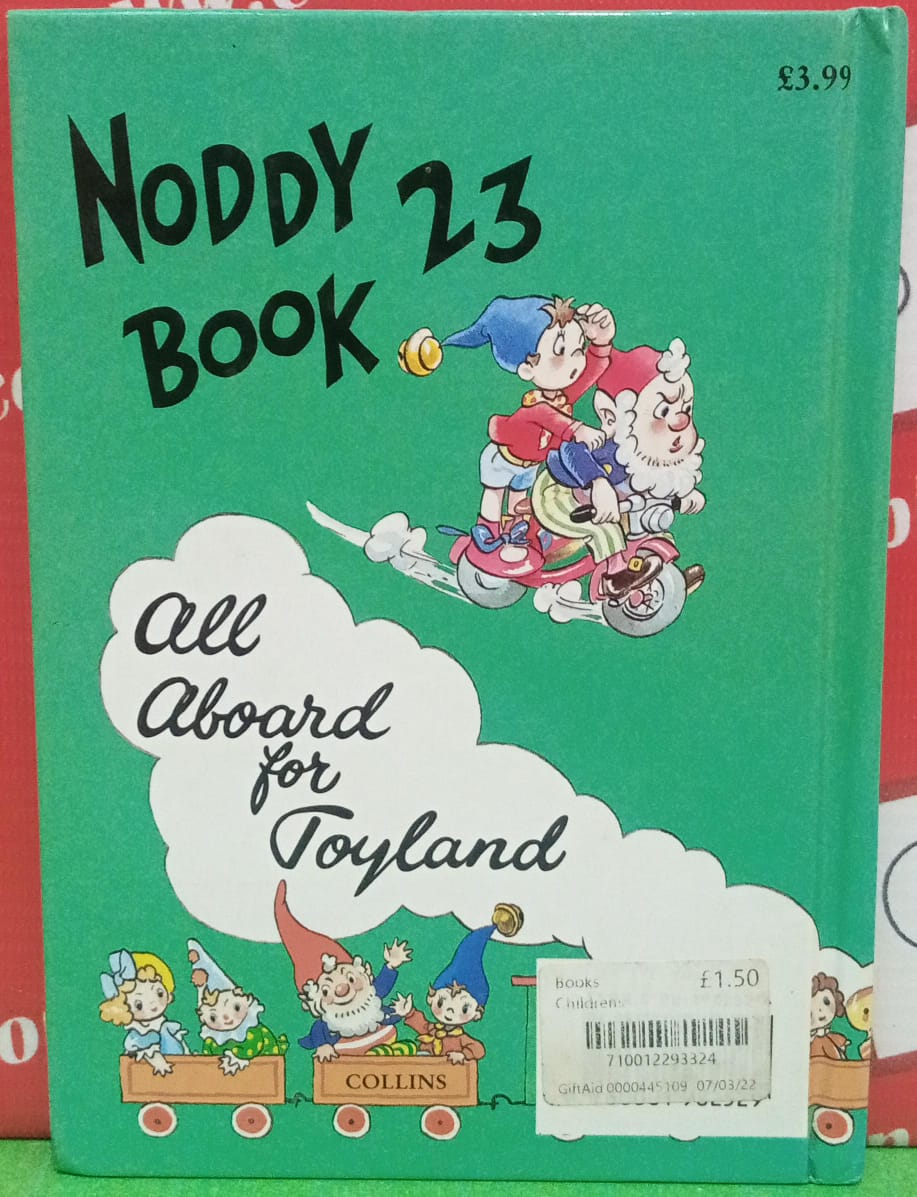 £3.99
NODDY 23
BOOK
All
Aboard
for
Toyland
COLLINS
Books £1.50
Childrens
710012293324
GiftAid 0000445109 07/03/22